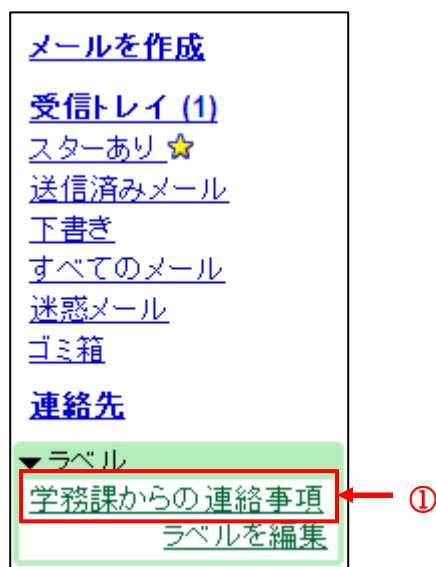 メールを作成
受信トレイ (1)
スターあり
送信済みメール
下書き
すべてのメール
迷惑メール
ゴミ箱
連絡先
▼ラベル
学務課からの連絡事項 ①
ラベルを編集